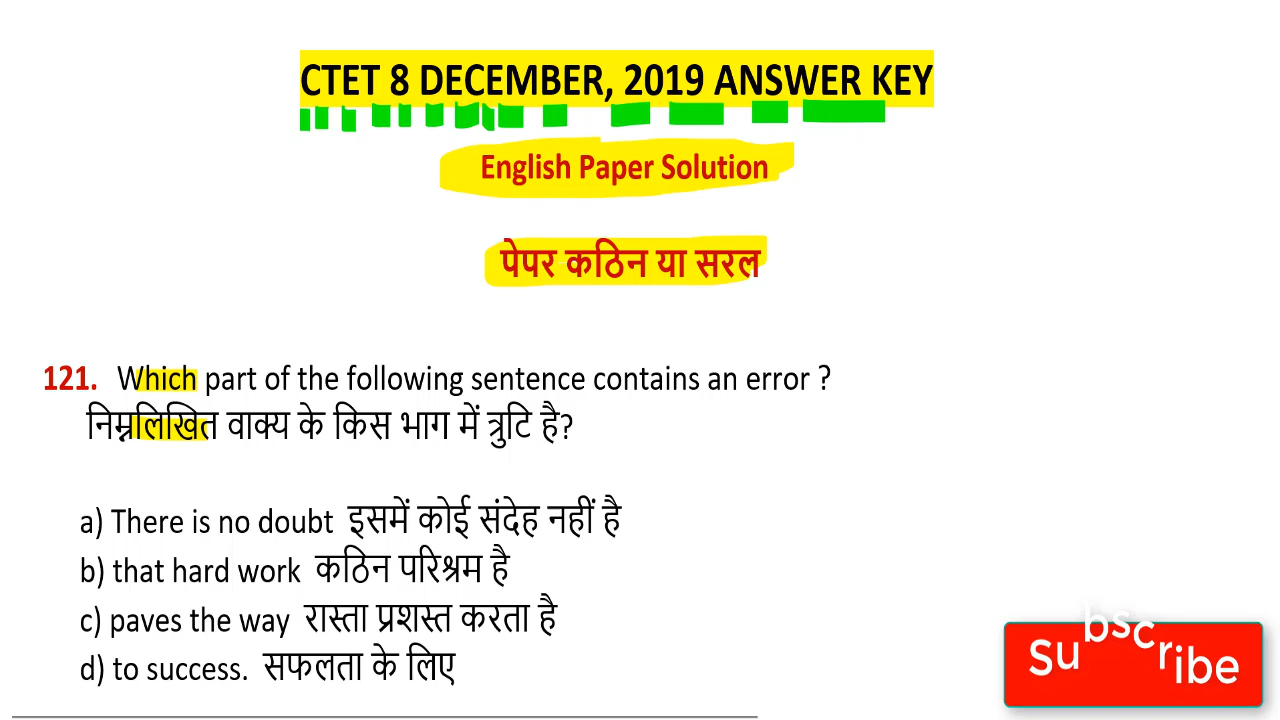 CTET 8 DECEMBER, 2019 ANSWER KEY
English Paper Solution
पेपर कठिन या सरल
121. Which part of the following sentence contains an error ?
निम्नलिखित वाक्य के किस भाग में त्रुटि है?
a) There is no doubt इसमें कोई संदेह नहीं है
b) that hard work कठिन परिश्रम है
c) paves the way रास्ता प्रशस्त करता है
d) to success. सफलता के लिए
Subscribe